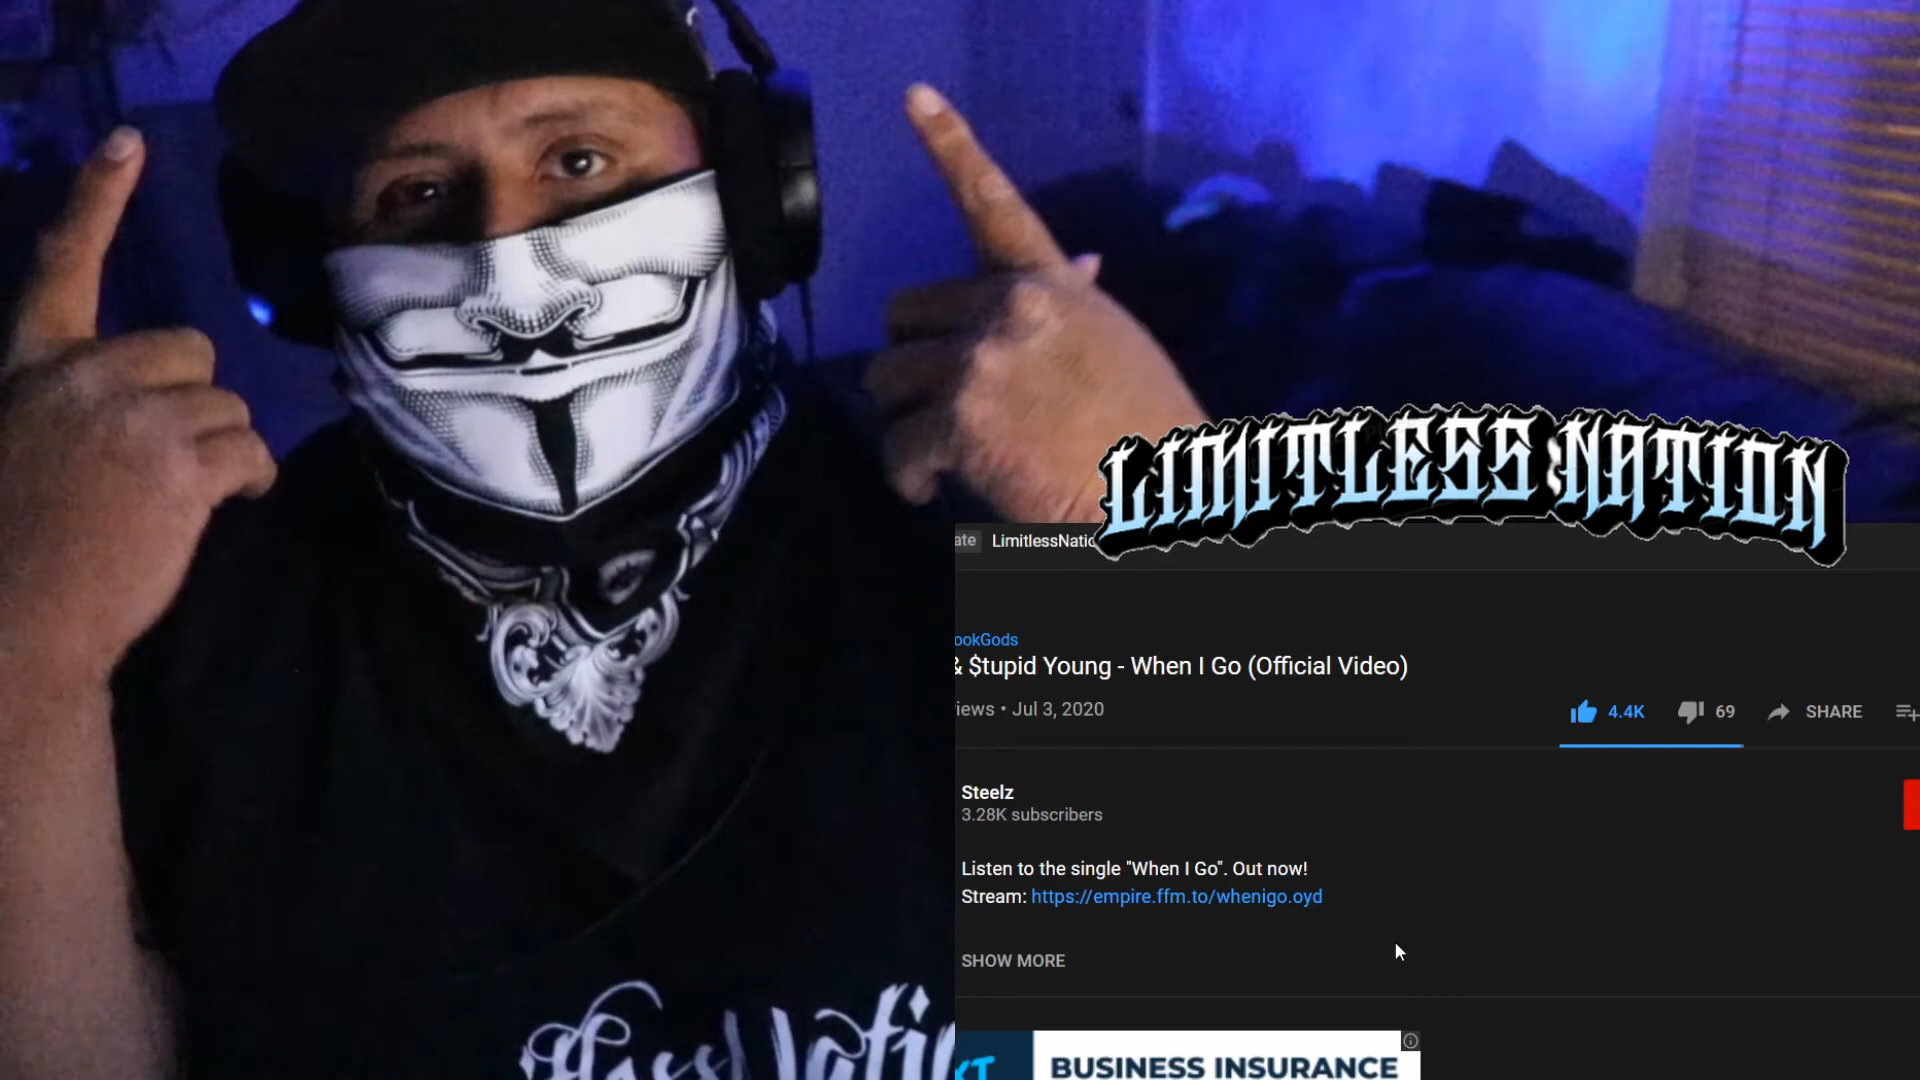 LIMITLESS NATION
ate LimitlessNatio
ookGods
& $tupid Young - When I Go (Official Video)
iews • Jul 3, 2020
4.4K 69 SHARE
Steelz
3.28K subscribers
Listen to the single "When I Go". Out now!
Stream: https://empire.ffm.to/whenigo.oyd
SHOW MORE
XT BUSINESS INSURANCE